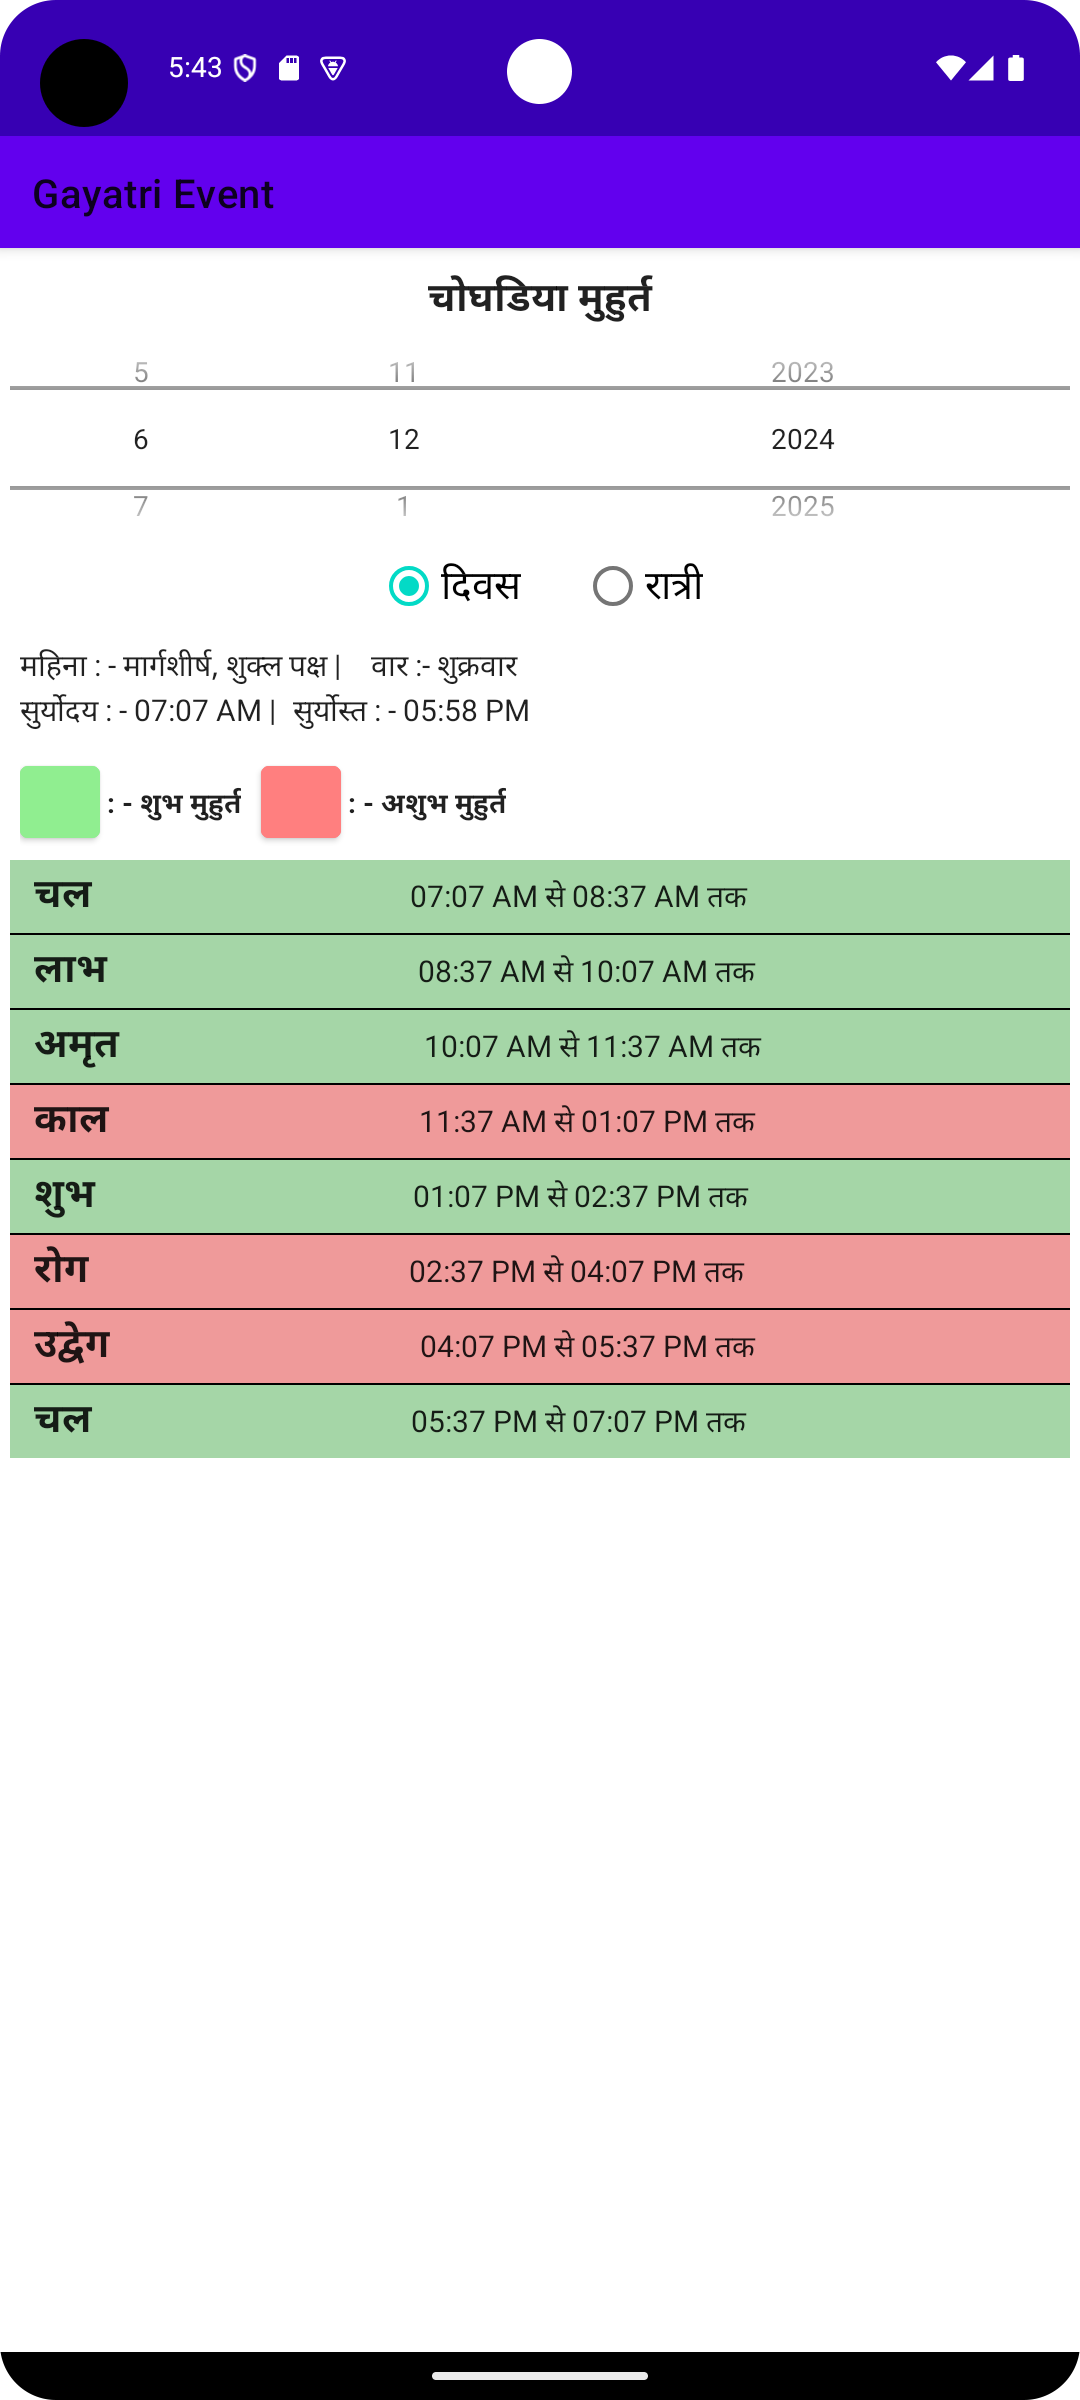 5:43
Gayatri Event
चोघडिया मुहुर्त
5 11 2023
6 12 2024
7 1 2025
दिवस रात्री
महिना : - मार्गशीर्ष, शुक्ल पक्ष | वार :- शुक्रवार
सुर्योदय : - 07:07 AM | सुर्योस्त : - 05:58 PM
: - शुभ मुहुर्त : - अशुभ मुहुर्त
चल 07:07 AM से 08:37 AM तक
लाभ 08:37 AM से 10:07 AM तक
अमृत 10:07 AM से 11:37 AM तक
काल 11:37 AM से 01:07 PM तक
शुभ 01:07 PM से 02:37 PM तक
रोग 02:37 PM से 04:07 PM तक
उद्वेग 04:07 PM से 05:37 PM तक
चल 05:37 PM से 07:07 PM तक